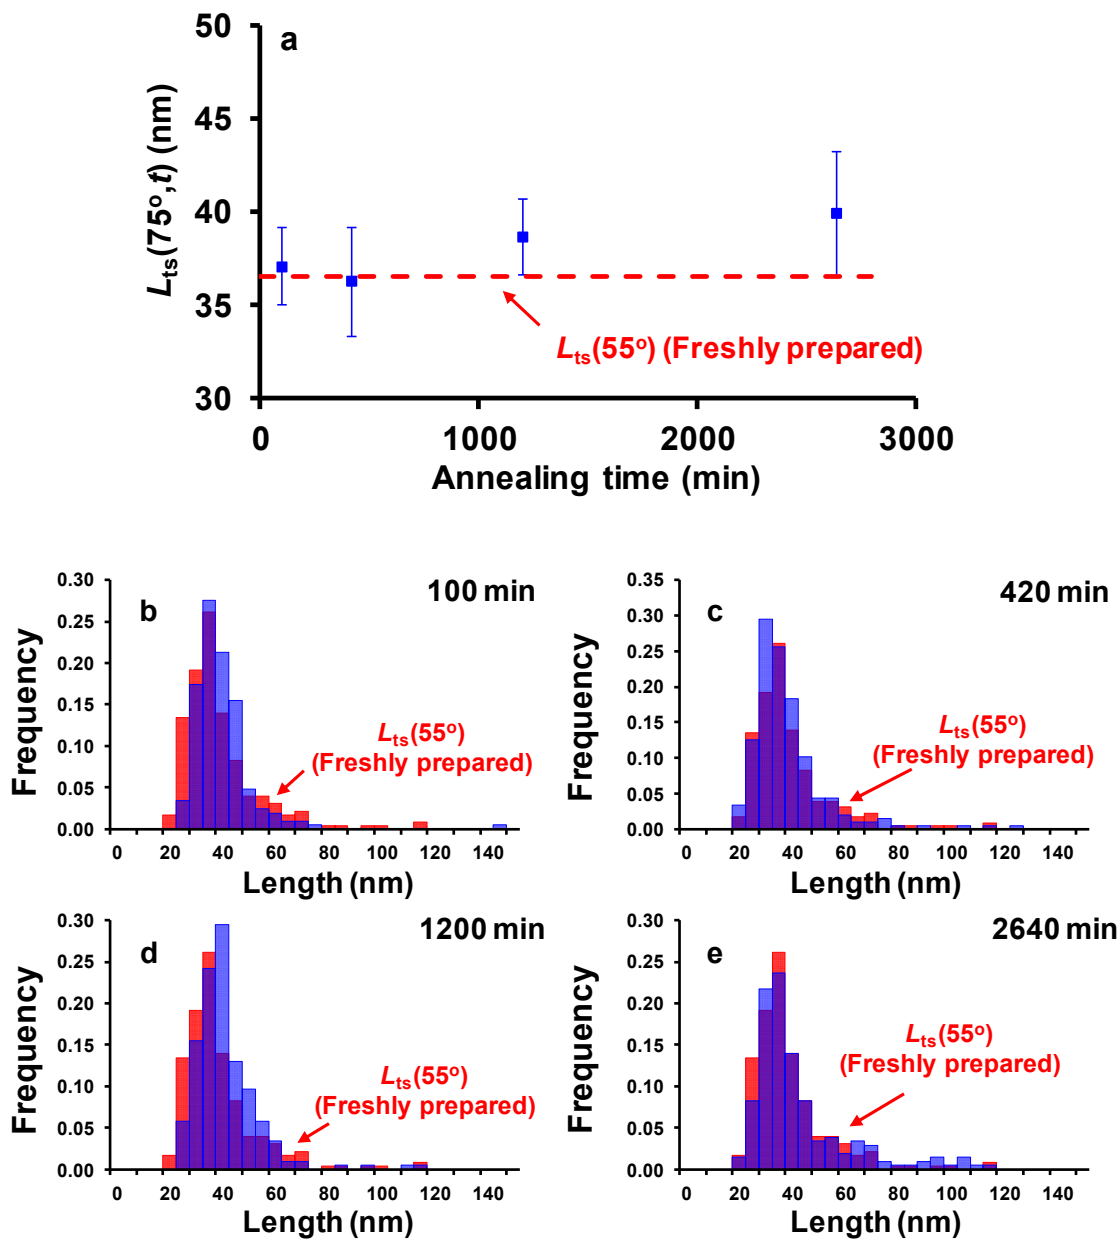 a
50
45
40
35
30
Lts(75º,t) (nm)
Lts(55º) (Freshly prepared)
0 1000 2000 3000
Annealing time (min)
b
100 min
0.30
0.25
0.20
0.15
0.10
0.05
0.00
Frequency
Lts(55º)
(Freshly prepared)
0 20 40 60 80 100 120 140
Length (nm)
c
420 min
0.35
0.30
0.25
0.20
0.15
0.10
0.05
0.00
Frequency
Lts(55º)
(Freshly prepared)
0 20 40 60 80 100 120 140
Length (nm)
d
1200 min
0.30
0.25
0.20
0.15
0.10
0.05
0.00
Frequency
Lts(55º)
(Freshly prepared)
0 20 40 60 80 100 120 140
Length (nm)
e
2640 min
0.30
0.25
0.20
0.15
0.10
0.05
0.00
Frequency
Lts(55º)
(Freshly prepared)
0 20 40 60 80 100 120 140
Length (nm)